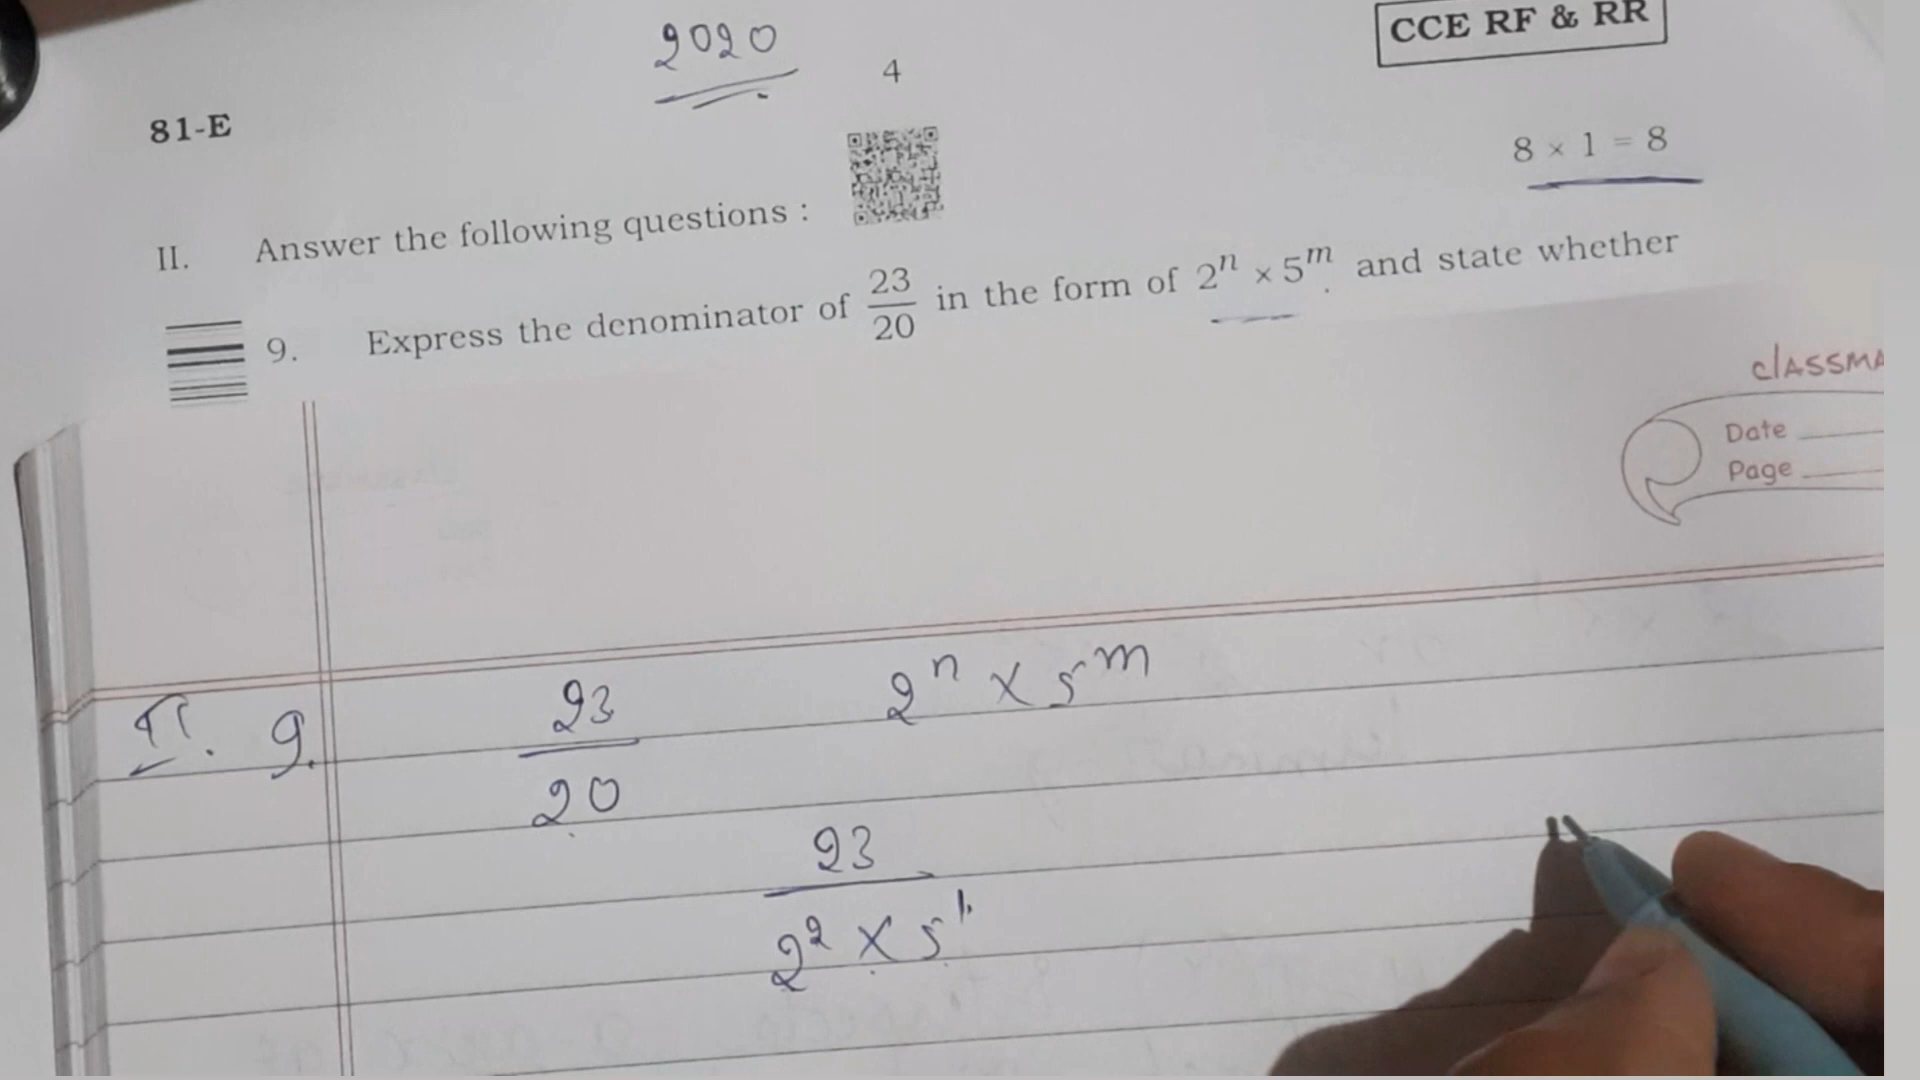 2020
CCE RF & RR
4
81-E
8 × 1 = 8
II. Answer the following questions :
9. Express the denominator of 23/20 in the form of 2^n × 5^m and state whether
classma
Date
Page
II. 9. 23/20 2^n × 5^m
23/2^2 × 5^1